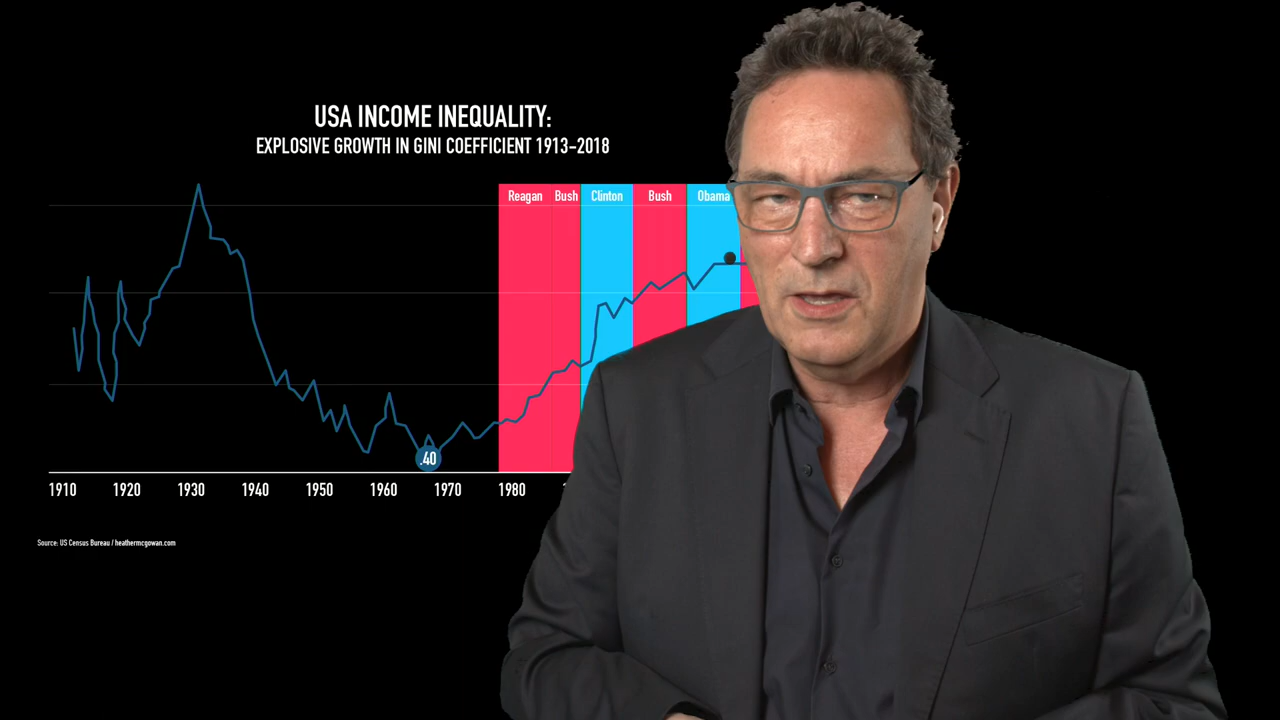 USA INCOME INEQUALITY:
EXPLOSIVE GROWTH IN GINI COEFFICIENT 1913-2018
Reagan Bush Clinton Bush Obama
.40
1910 1920 1930 1940 1950 1960 1970 1980
Source: US Census Bureau / heathermcgowan.com